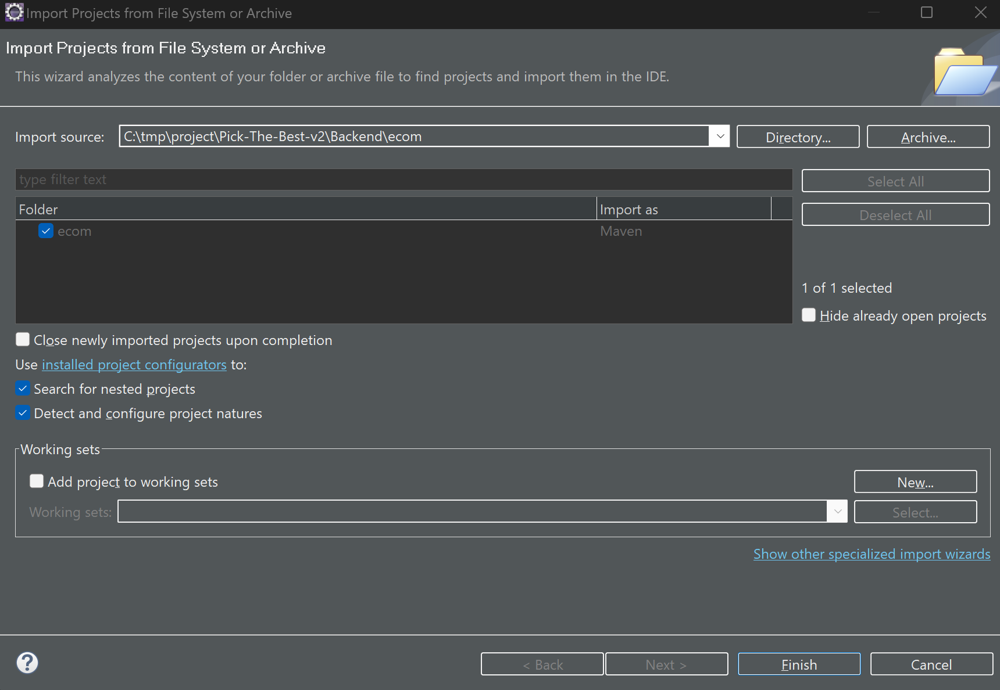 Import Projects from File System or Archive
Import Projects from File System or Archive
This wizard analyzes the content of your folder or archive file to find projects and import them in the IDE.
Import source: C:\tmp\project\Pick-The-Best-v2\Backend\ecom Directory... Archive...
type filter text Select All
Folder Import as Deselect All
ecom Maven
1 of 1 selected
Hide already open projects
Close newly imported projects upon completion
Use installed project configurators to:
Search for nested projects
Detect and configure project natures
Working sets
Add project to working sets New...
Working sets: Select...
Show other specialized import wizards
? < Back Next > Finish Cancel